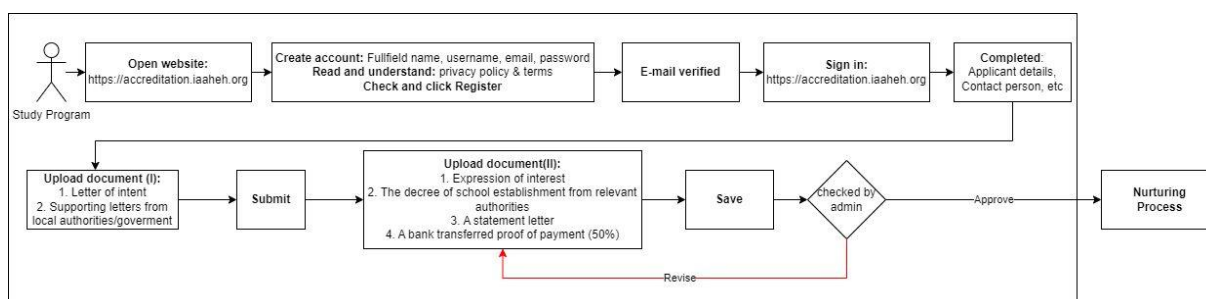 Study Program
Open website:
https://accreditation.iaaheh.org
Create account: Fullfield name, username, email, password
Read and understand: privacy policy & terms
Check and click Register
E-mail verified
Sign in:
https://accreditation.iaaheh.org
Completed:
Applicant details,
Contact person, etc
Upload document (I):
1. Letter of intent
2. Supporting letters from
local authorities/goverment
Submit
Upload document(II):
1. Expression of interest
2. The decree of school establishment from relevant
authorities
3. A statement letter
4. A bank transferred proof of payment (50%)
Save
checked by
admin
Approve
Revise
Nurturing
Process